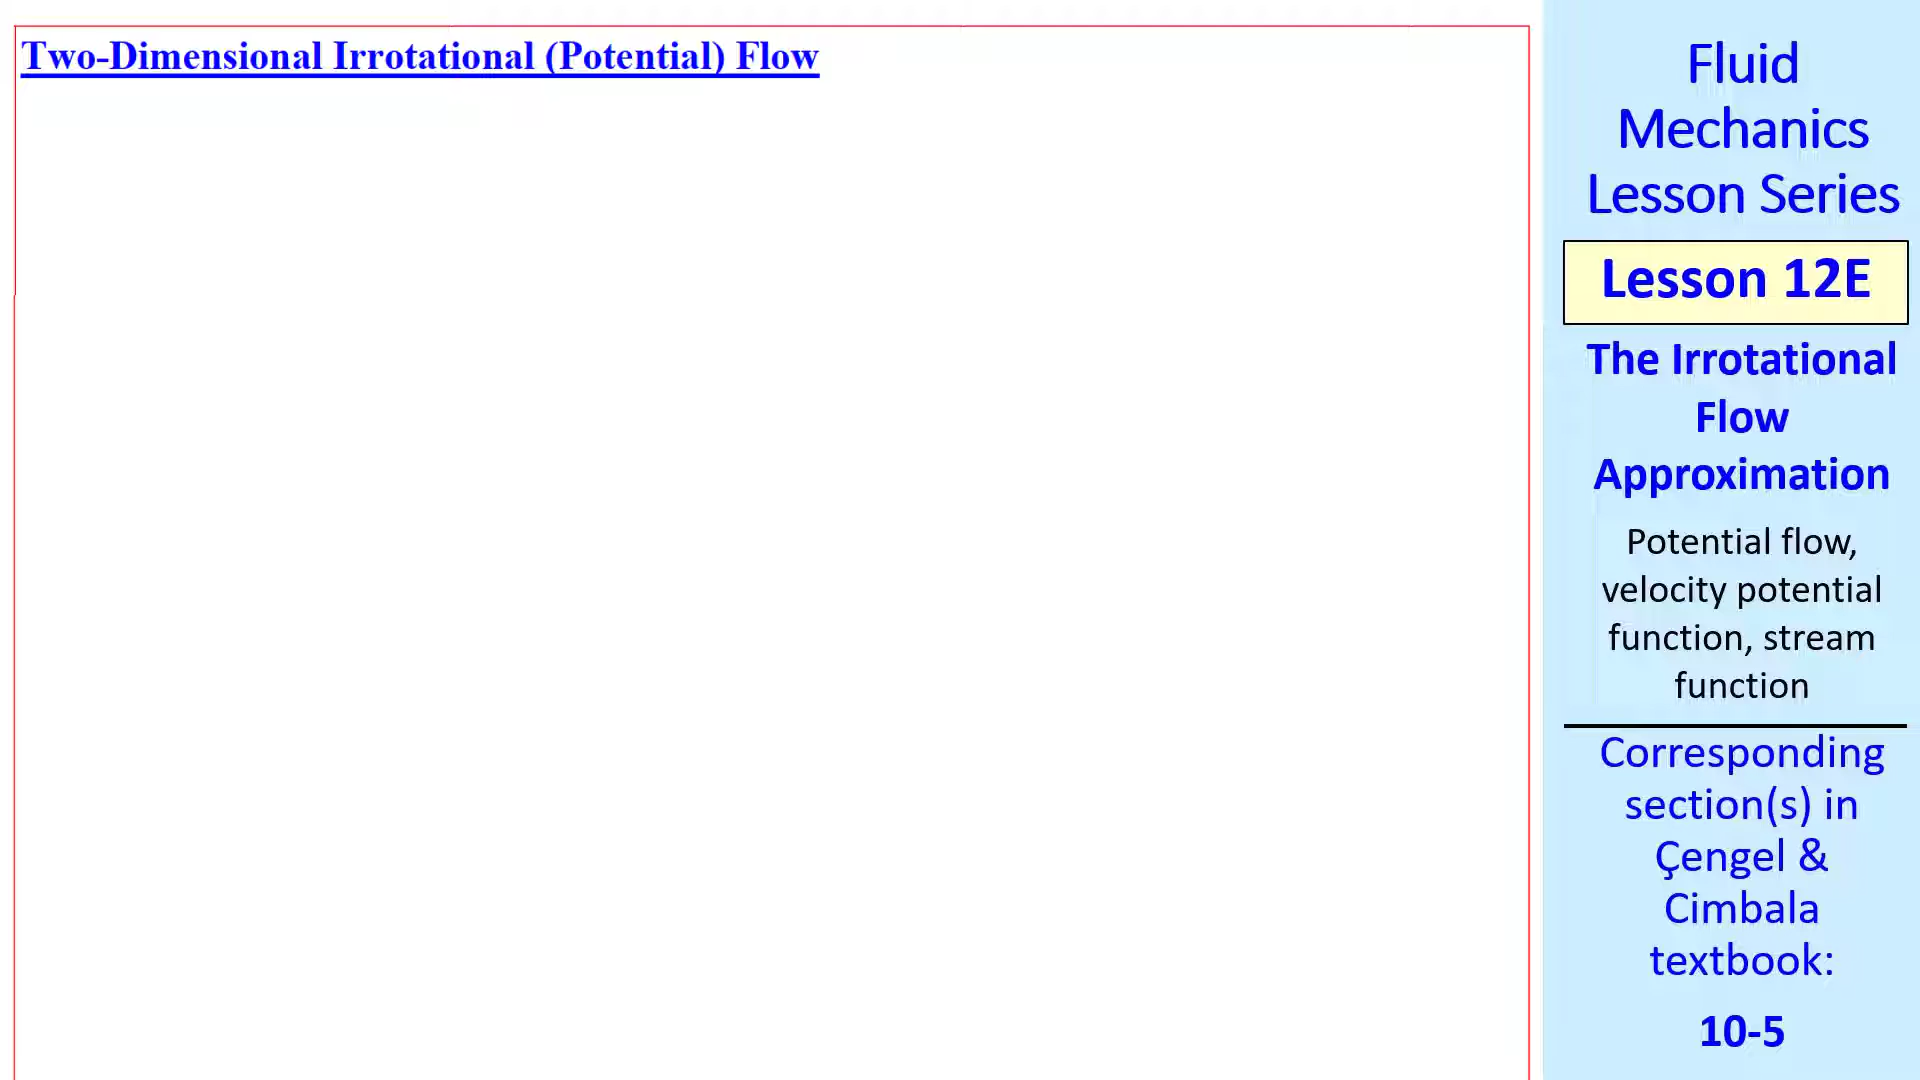 Two-Dimensional Irrotational (Potential) Flow
Fluid
Mechanics
Lesson Series
Lesson 12E
The Irrotational
Flow
Approximation
Potential flow,
velocity potential
function, stream
function
Corresponding
section(s) in
Çengel &
Cimbala
textbook:
10-5